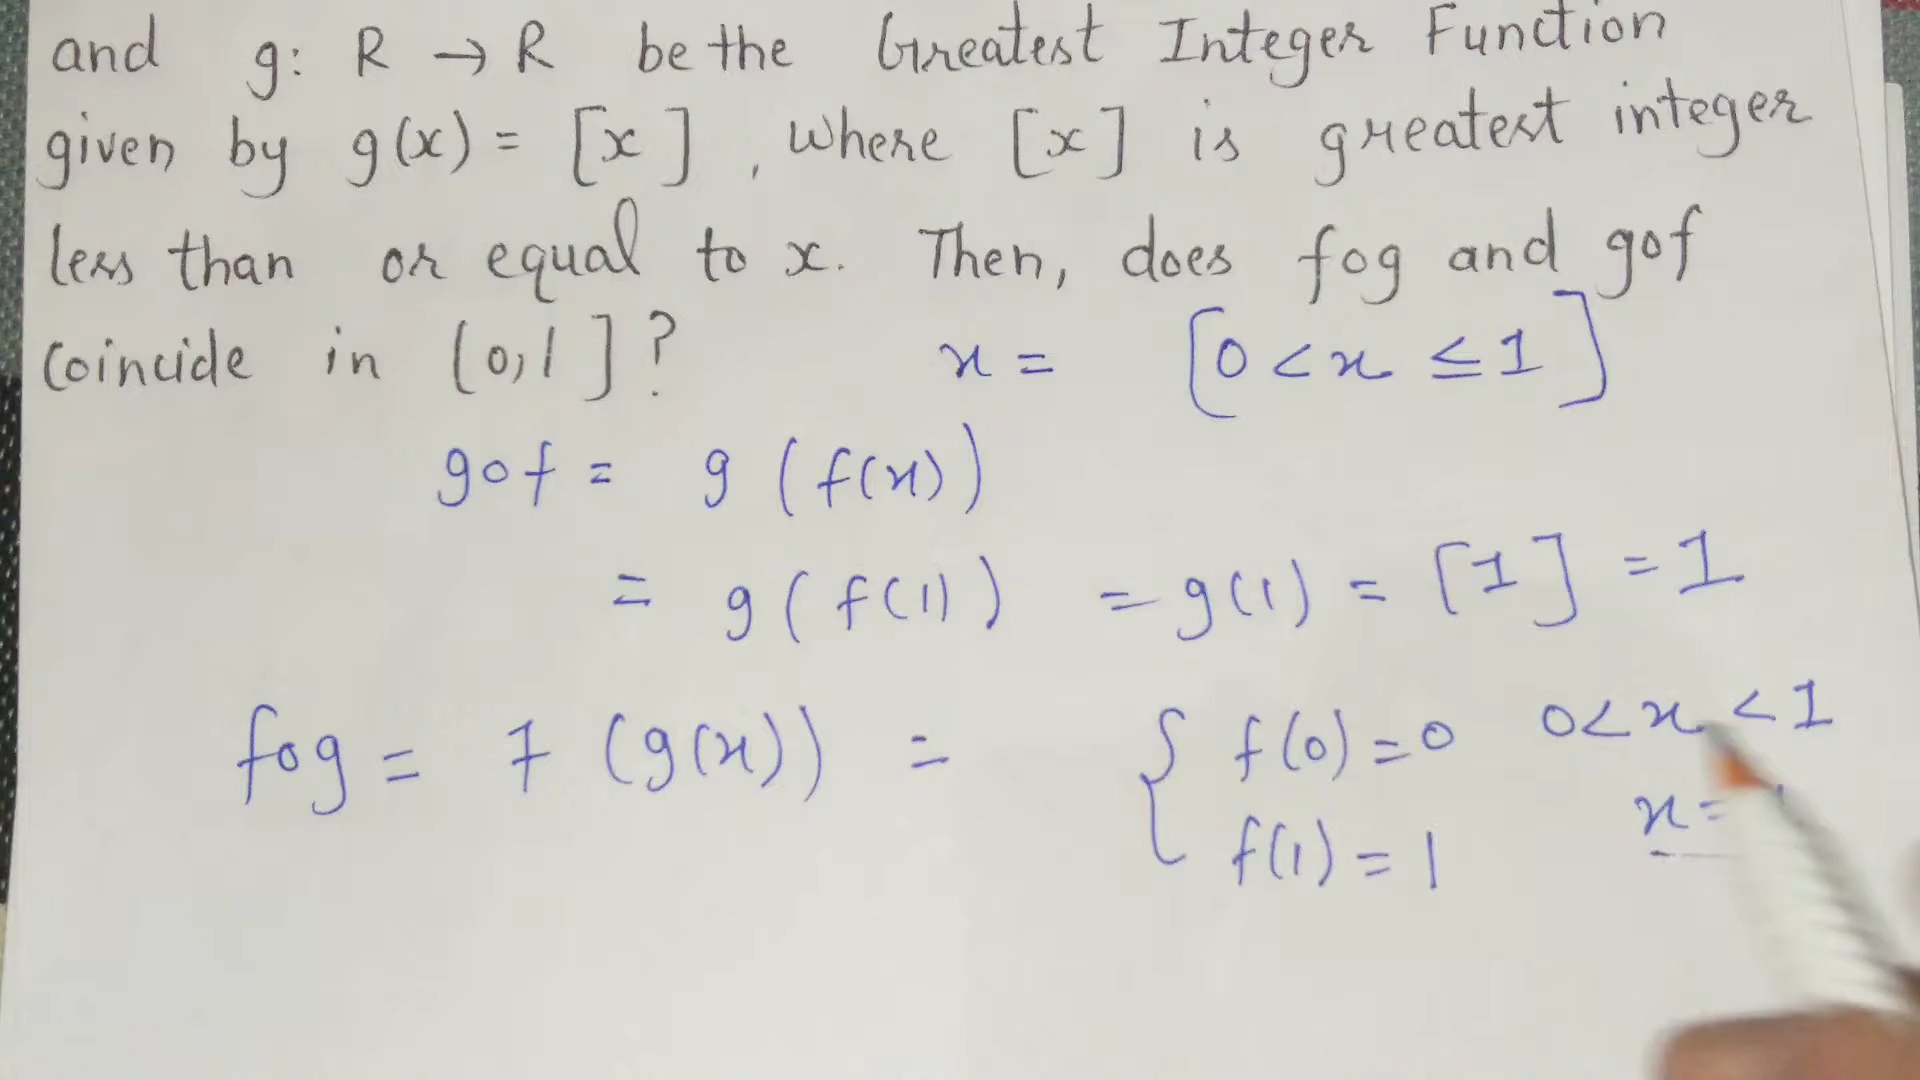 and g: R → R be the Greatest Integer Function
given by g(x) = [x], where [x] is greatest integer
less than or equal to x. Then, does fog and gof
coincide in (0,1]? x = [0 < x ≤ 1]
gof = g (f(x))
= g(f(1)) = g(1) = [1] = 1
fog = f (g(x)) = { f(0) = 0 0 < x < 1
f(1) = 1 x =